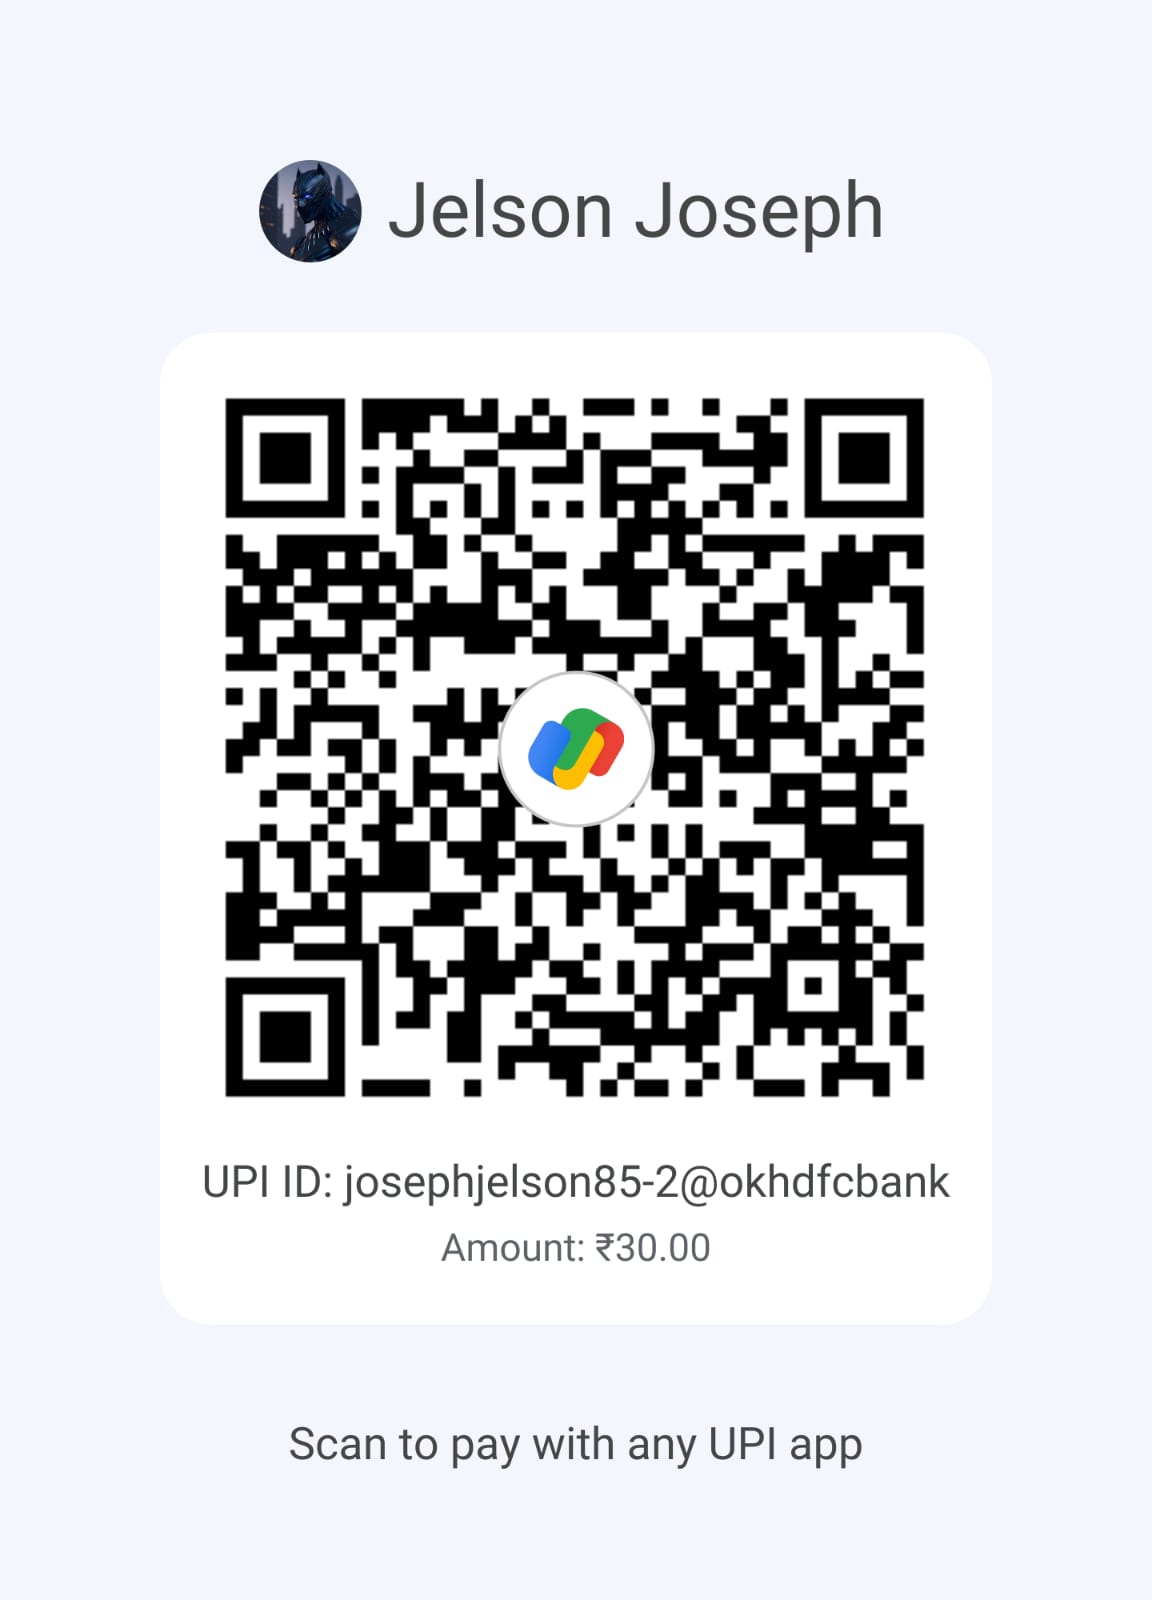 Jelson Joseph
UPI ID: josephjelson85-2@okhdfcbank
Amount: ₹30.00
Scan to pay with any UPI app